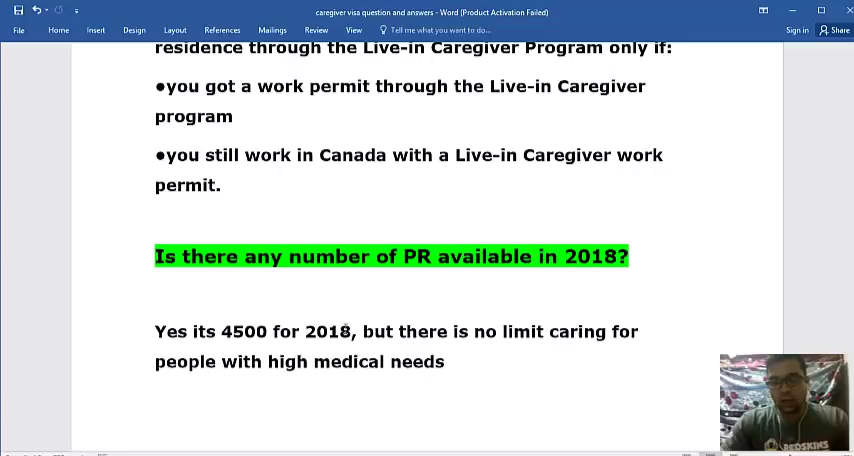 caregiver visa question and answers - Word (Product Activation Failed)
File Home Insert Design Layout References Mailings Review View Tell me what you want to do... Sign in Share
residence through the Live-in Caregiver Program only if:
●you got a work permit through the Live-in Caregiver
program
●you still work in Canada with a Live-in Caregiver work
permit.
Is there any number of PR available in 2018?
Yes its 4500 for 2018, but there is no limit caring for
people with high medical needs
REDSKINS